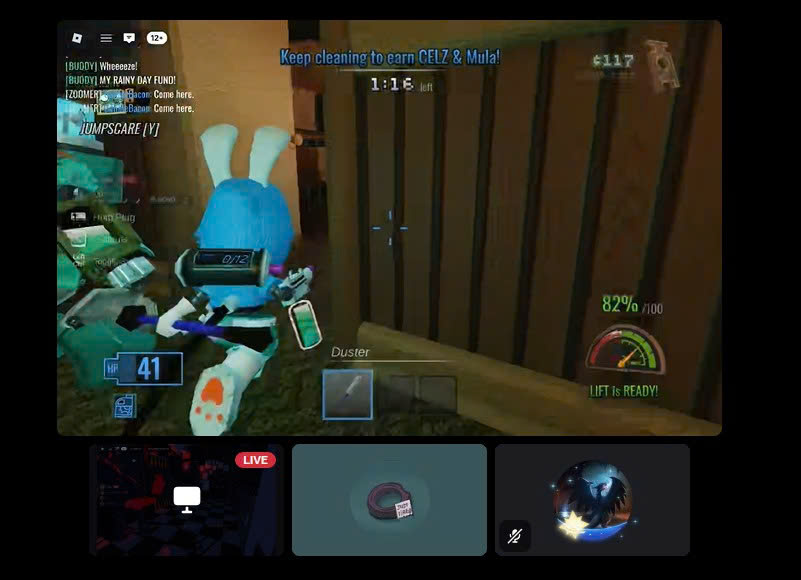 12+
Keep cleaning to earn CELZ & Mula!
¢117
[BUDDY] Wheeeeze!
[BUDDY] MY RAINY DAY FUND!
1:16 left
[ZOOMER] Bacon: Come here.
Bacon: Come here.
JUMPSCARE [Y]
Plug
0/12
82% /100
Duster
HP 41
LIFT is READY!
LIVE